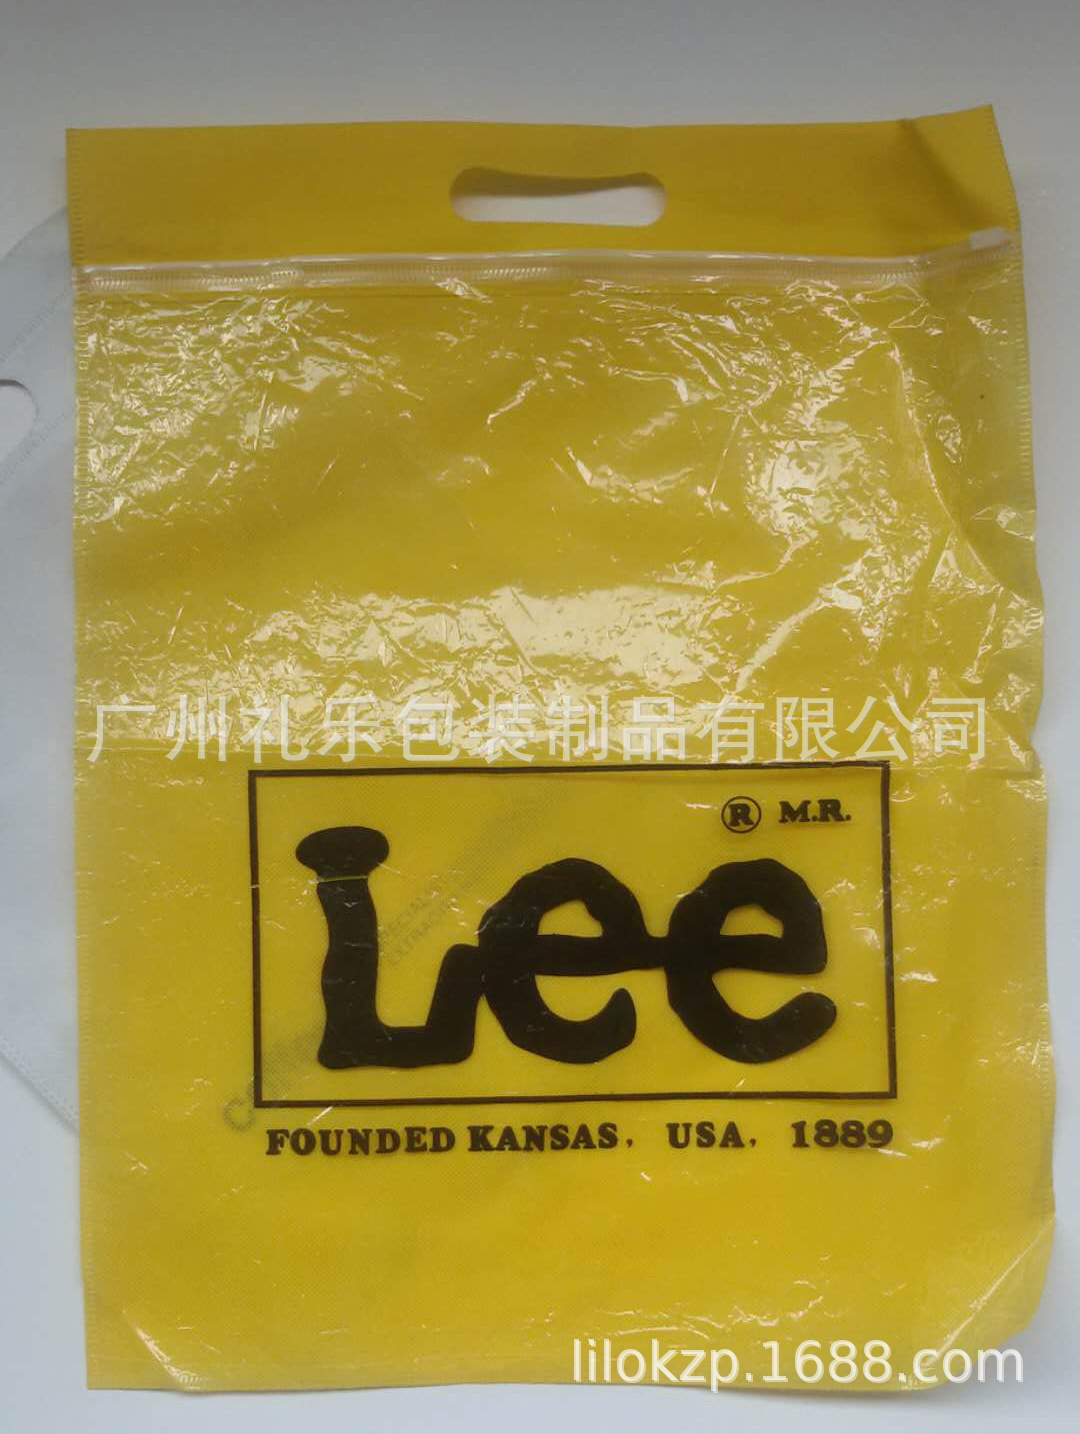 广州礼乐包装制品有限公司
® M.R.
Lee
SPECIAL
FOUNDED KANSAS, USA, 1889
lilokzp.1688.com